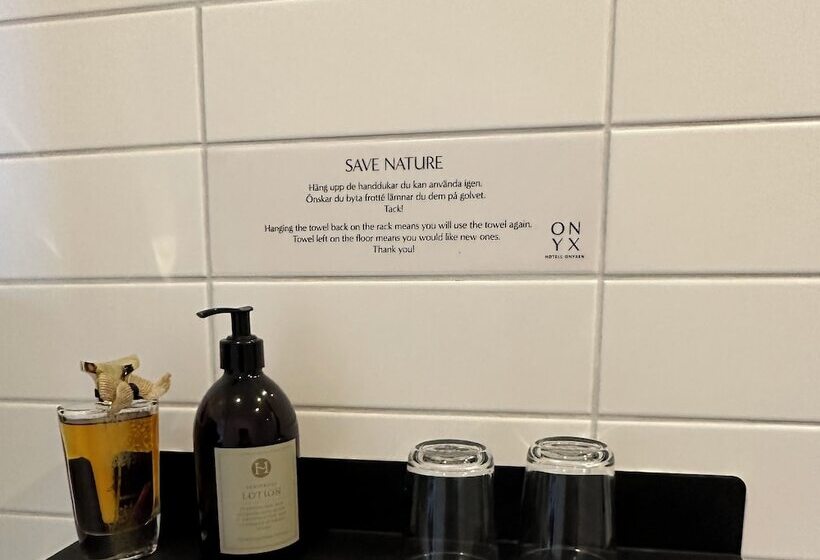 SAVE NATURE
Häng upp de handdukar du kan använda igen.
Önskar du byta frotté lämnar du dem på golvet.
Tack!
Hanging the towel back on the rack means you will use the towel again.
Towel left on the floor means you would like new ones.
Thank you!
ON
YX
HOTELL ONYXEN
H
LOTION